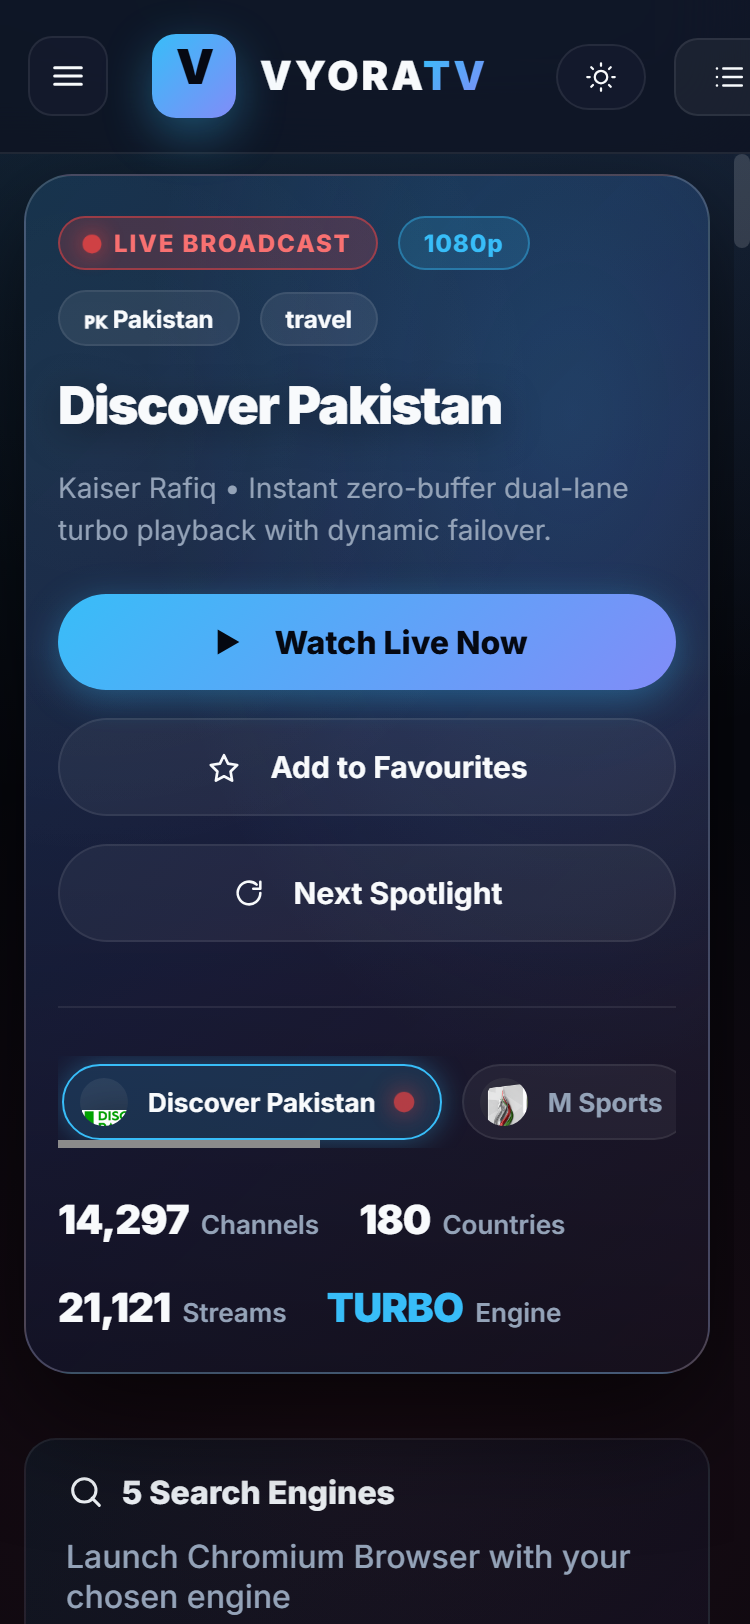 V VYORATV
LIVE BROADCAST 1080p
PK Pakistan travel
Discover Pakistan
Kaiser Rafiq • Instant zero-buffer dual-lane
turbo playback with dynamic failover.
Watch Live Now
Add to Favourites
Next Spotlight
Discover Pakistan M Sports
14,297 Channels 180 Countries
21,121 Streams TURBO Engine
5 Search Engines
Launch Chromium Browser with your
chosen engine